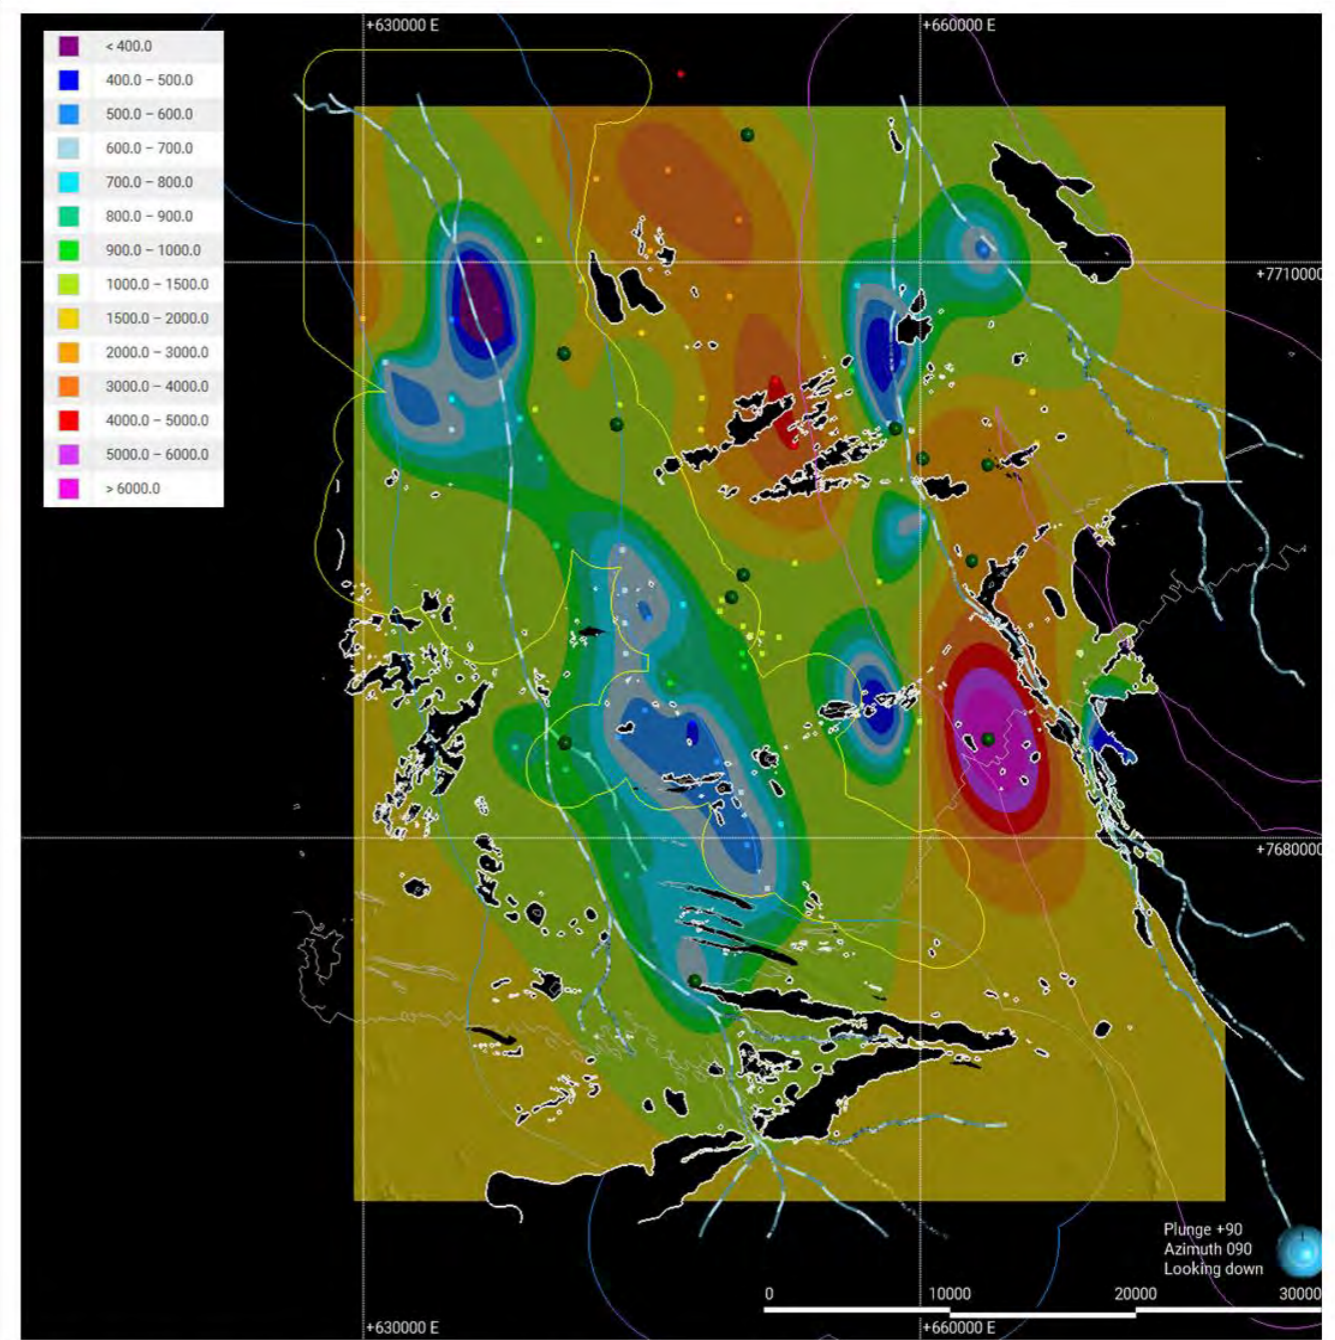 +630000 E
+660000 E
< 400.0
400.0 – 500.0
500.0 – 600.0
600.0 – 700.0
700.0 – 800.0
800.0 – 900.0
900.0 – 1000.0
1000.0 – 1500.0
1500.0 – 2000.0
2000.0 – 3000.0
3000.0 – 4000.0
4000.0 – 5000.0
5000.0 – 6000.0
> 6000.0
+7710000
+7680000
Plunge +90
Azimuth 090
Looking down
0
10000
20000
30000
+630000 E
+660000 E